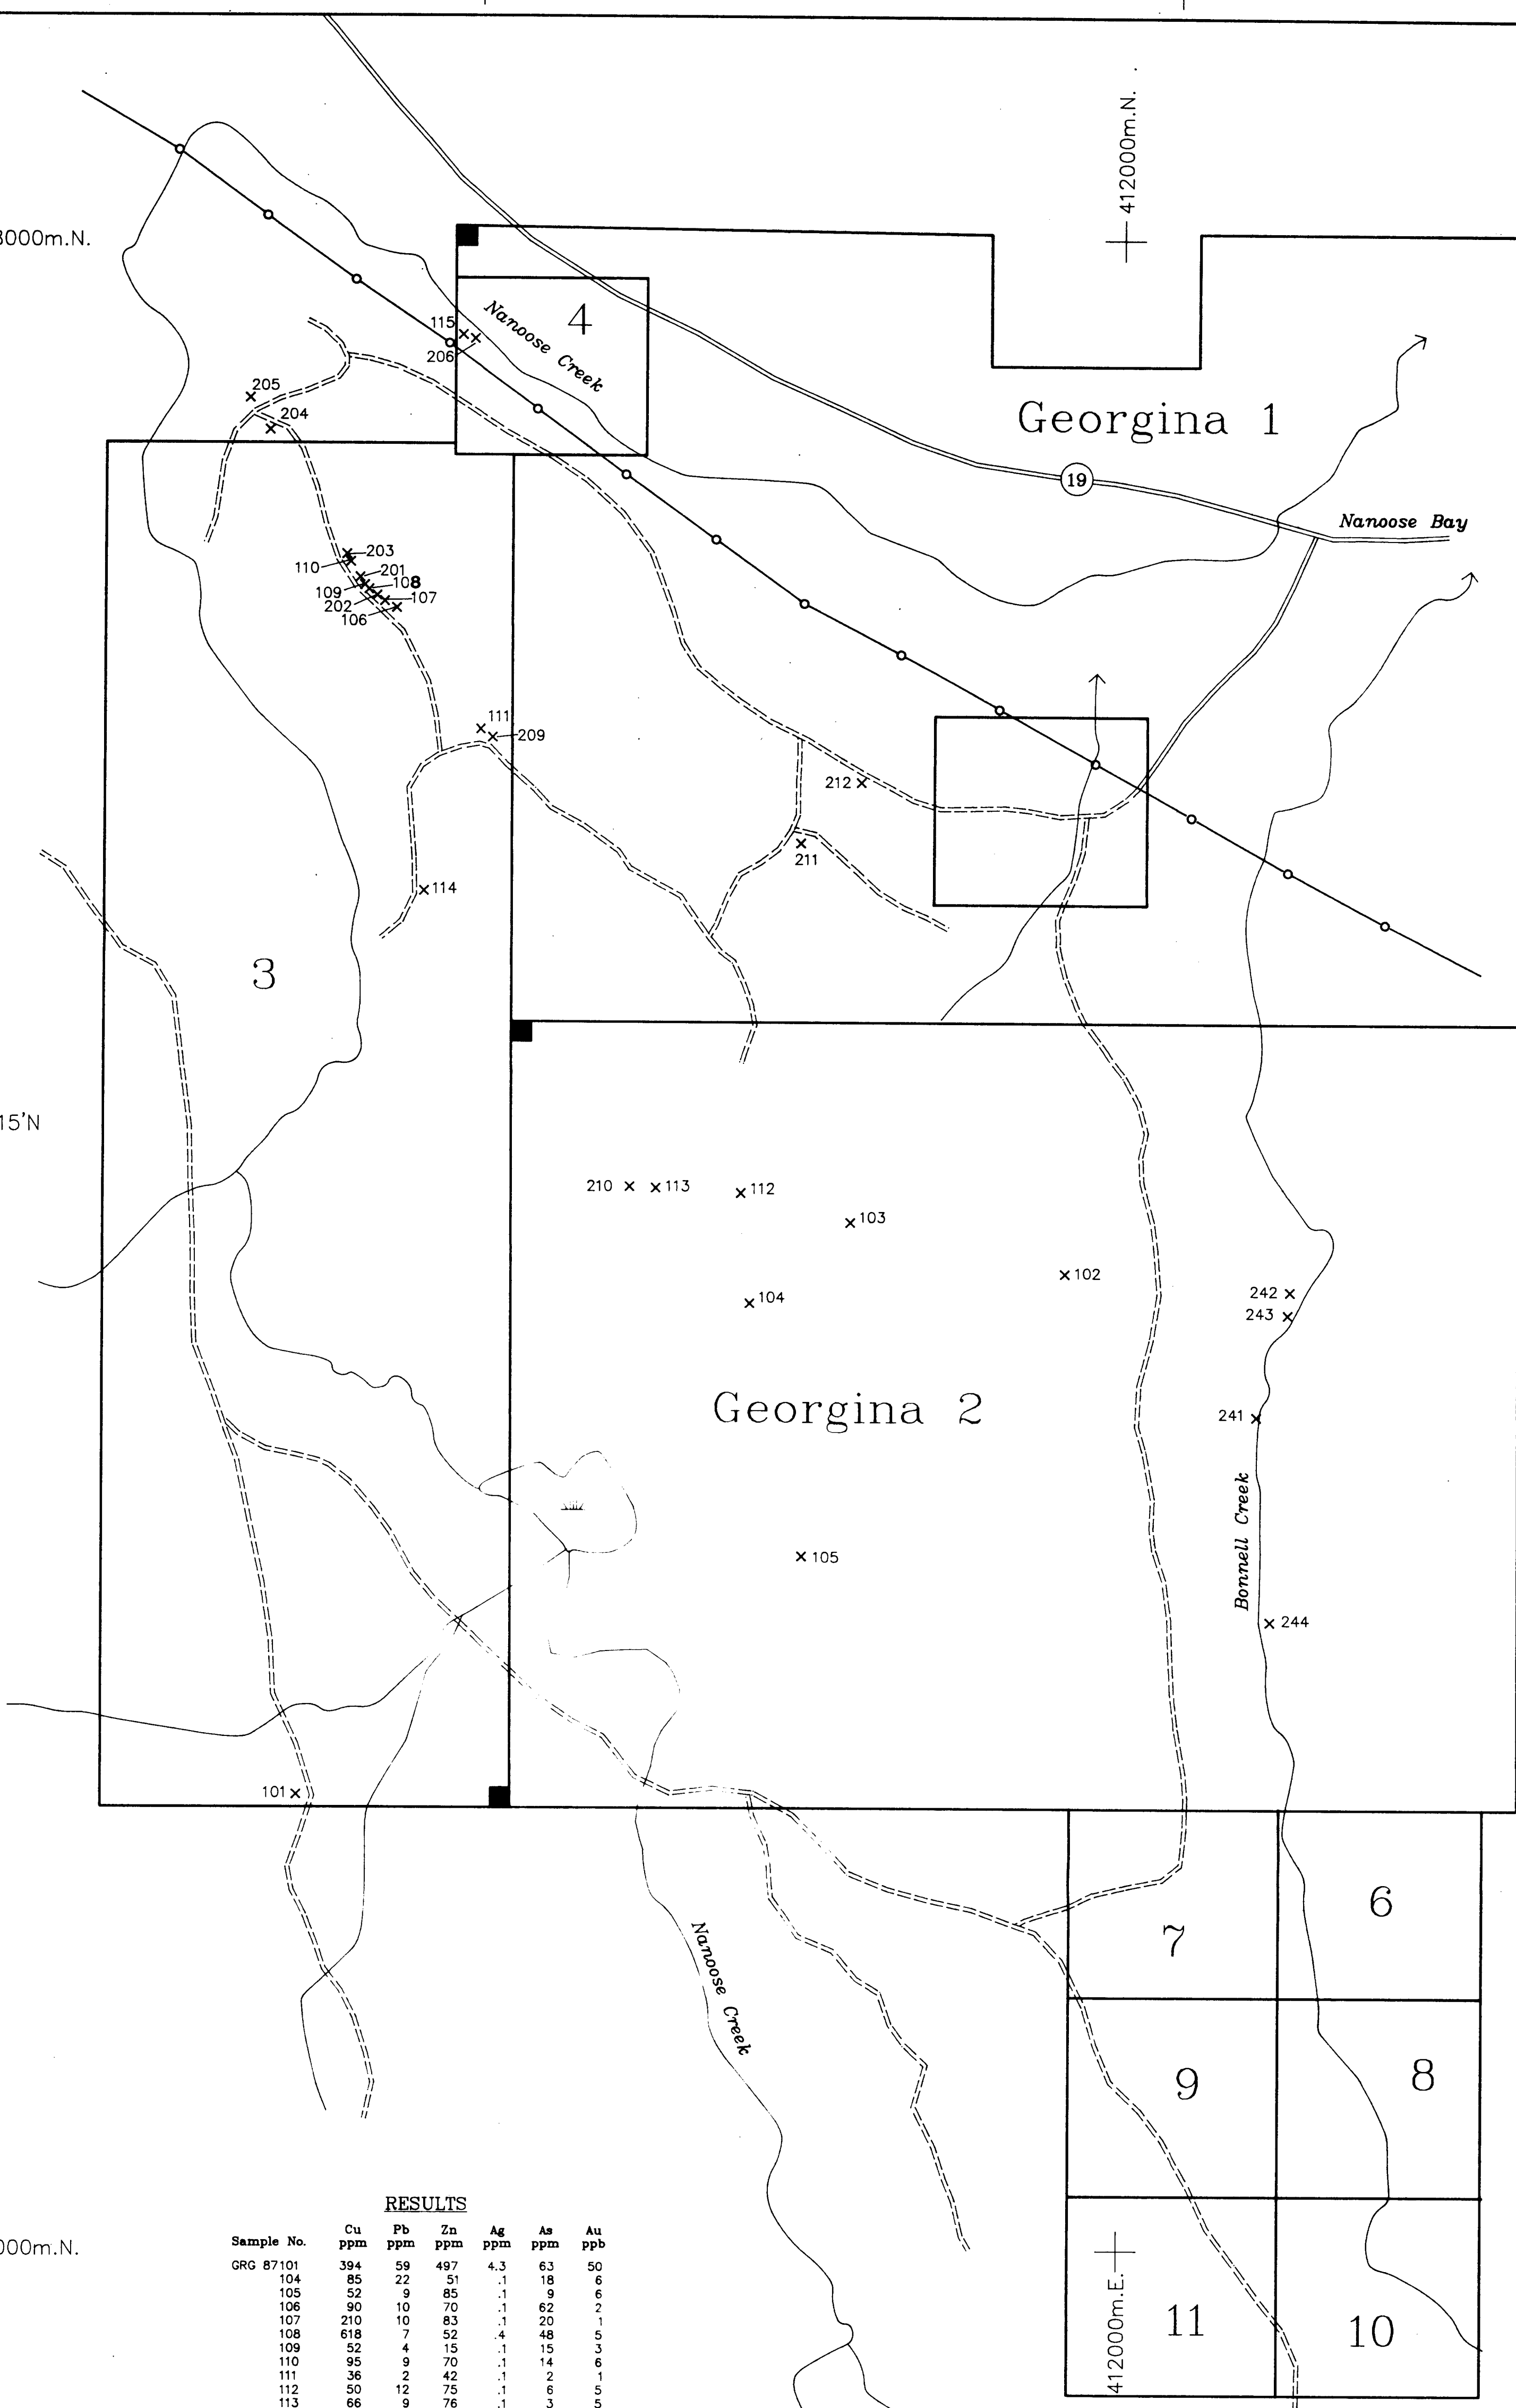 412000m.N.
000m.N.
4
Nanoose Creek
115
206
205
204
Georgina 1
19
Nanoose Bay
203
110
201
109
108
202
107
106
111
209
212
211
114
3
15'N
210
113
112
103
102
104
242
243
Georgina 2
241
105
Bonnell Creek
244
101
6
7
Nanoose Creek
9
8
000m.N.
412000m.E.
11
10
RESULTS
Sample No. Cu ppm Pb ppm Zn ppm Ag ppm As ppm Au ppb
GRG 87101 394 59 497 4.3 63 50
104 85 22 51 .1 18 6
105 52 9 85 .1 9 6
106 90 10 70 .1 62 2
107 210 10 83 .1 20 1
108 618 7 52 .4 48 5
109 52 4 15 .1 15 3
110 95 9 70 .1 14 6
111 36 2 42 .1 2 1
112 50 12 75 .1 6 5
113 66 9 76 .1 3 5